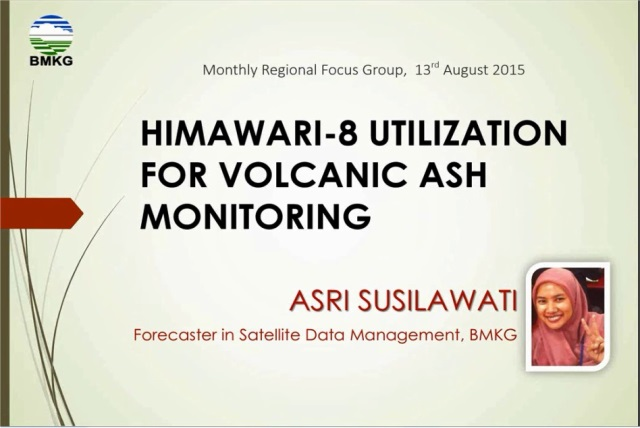 BMKG
Monthly Regional Focus Group, 13rd August 2015
HIMAWARI-8 UTILIZATION
FOR VOLCANIC ASH
MONITORING
ASRI SUSILAWATI
Forecaster in Satellite Data Management, BMKG